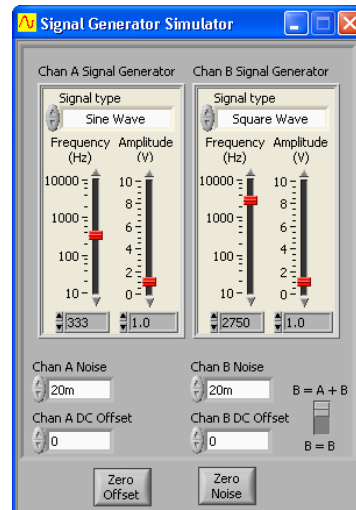 Signal Generator Simulator
Chan A Signal Generator Chan B Signal Generator
Signal type Signal type
Sine Wave Square Wave
Frequency Amplitude Frequency Amplitude
(Hz) (V) (Hz) (V)
10000 10 10000 10
8 8
1000 6 1000 6
4 4
100 100
2 2
10 0 10 0
333 1.0 2750 1.0
Chan A Noise Chan B Noise
20m 20m B = A + B
Chan A DC Offset Chan B DC Offset
0 0 B = B
Zero Zero
Offset Noise